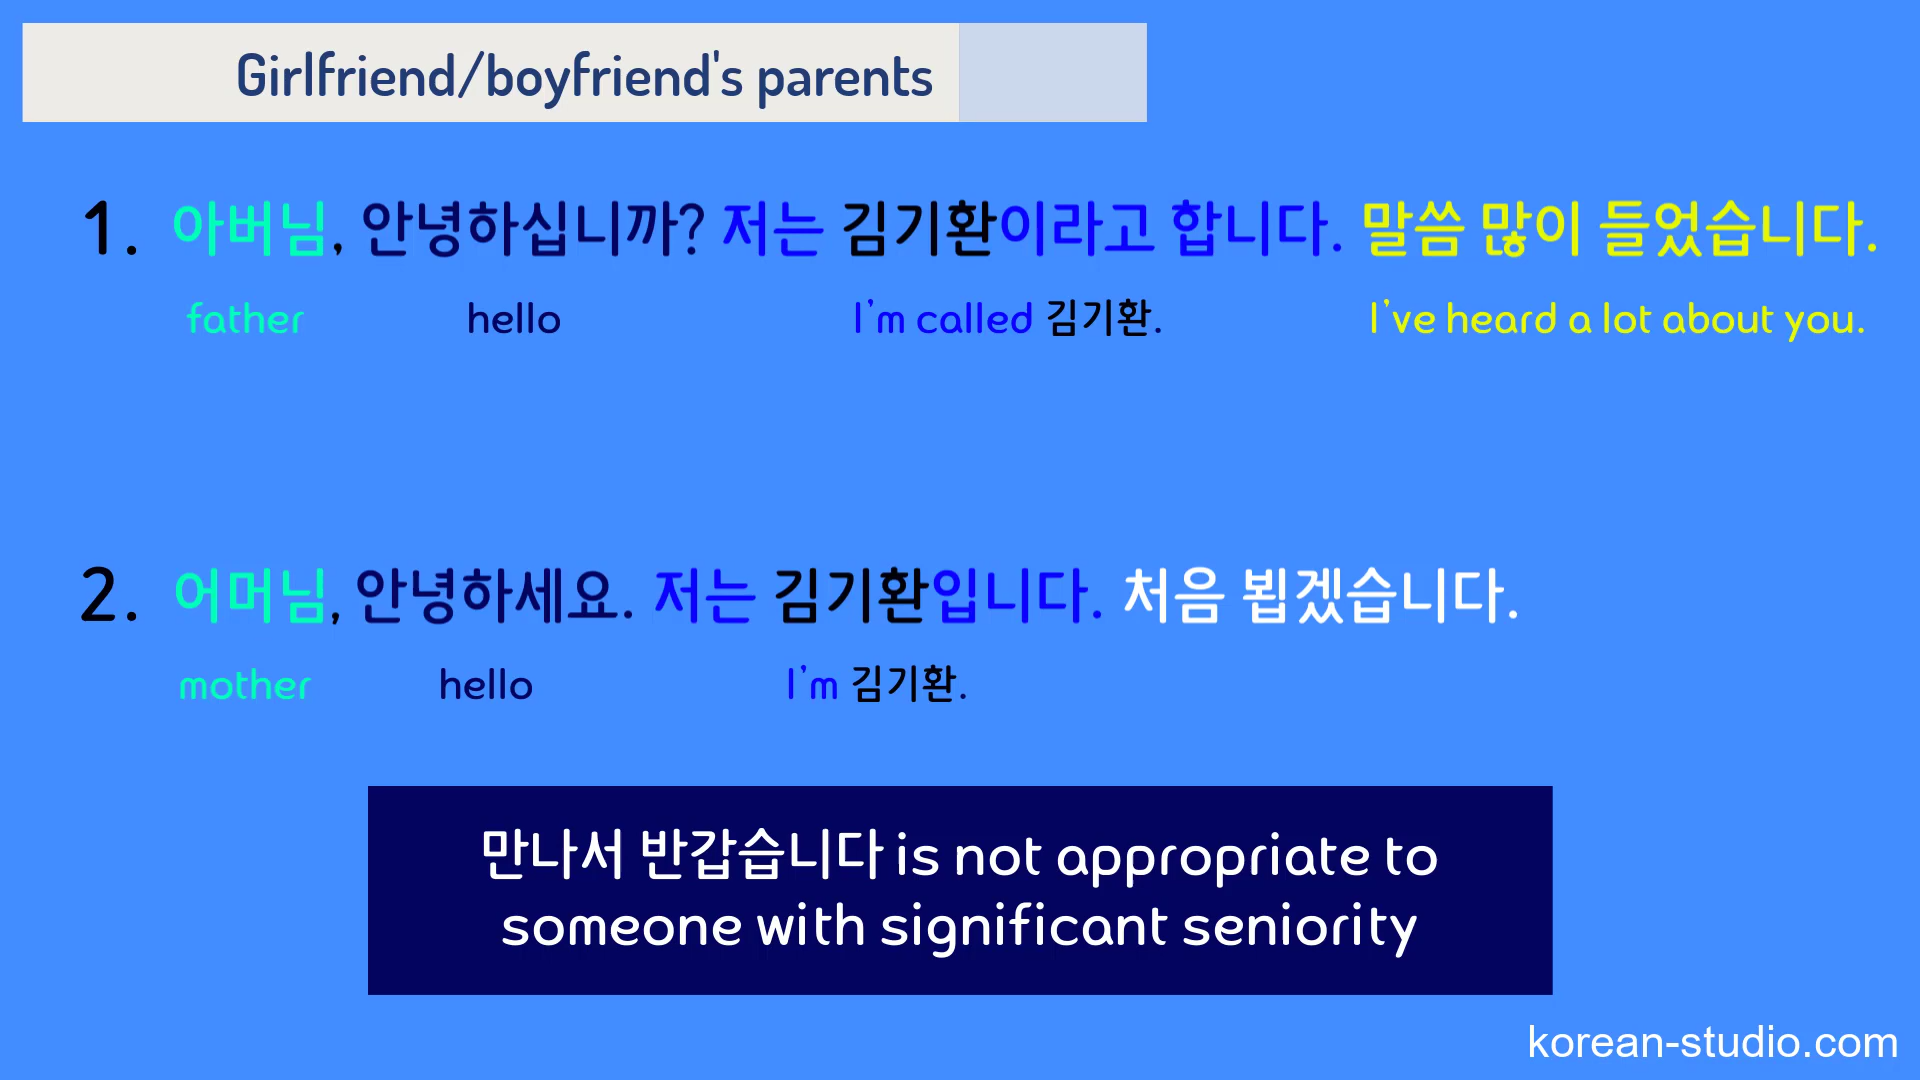 Girlfriend/boyfriend's parents
1. 아버님, 안녕하십니까? 저는 김기환이라고 합니다. 말씀 많이 들었습니다.
father hello I'm called 김기환. I've heard a lot about you.
2. 어머님, 안녕하세요. 저는 김기환입니다. 처음 뵙겠습니다.
mother hello I'm 김기환.
만나서 반갑습니다 is not appropriate to
someone with significant seniority
korean-studio.com